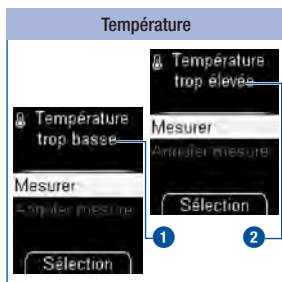 Température
Température
trop basse
Mesurer
Annuler mesure
Sélection
1
Température
trop élevée
Mesurer
Annuler mesure
Sélection
2